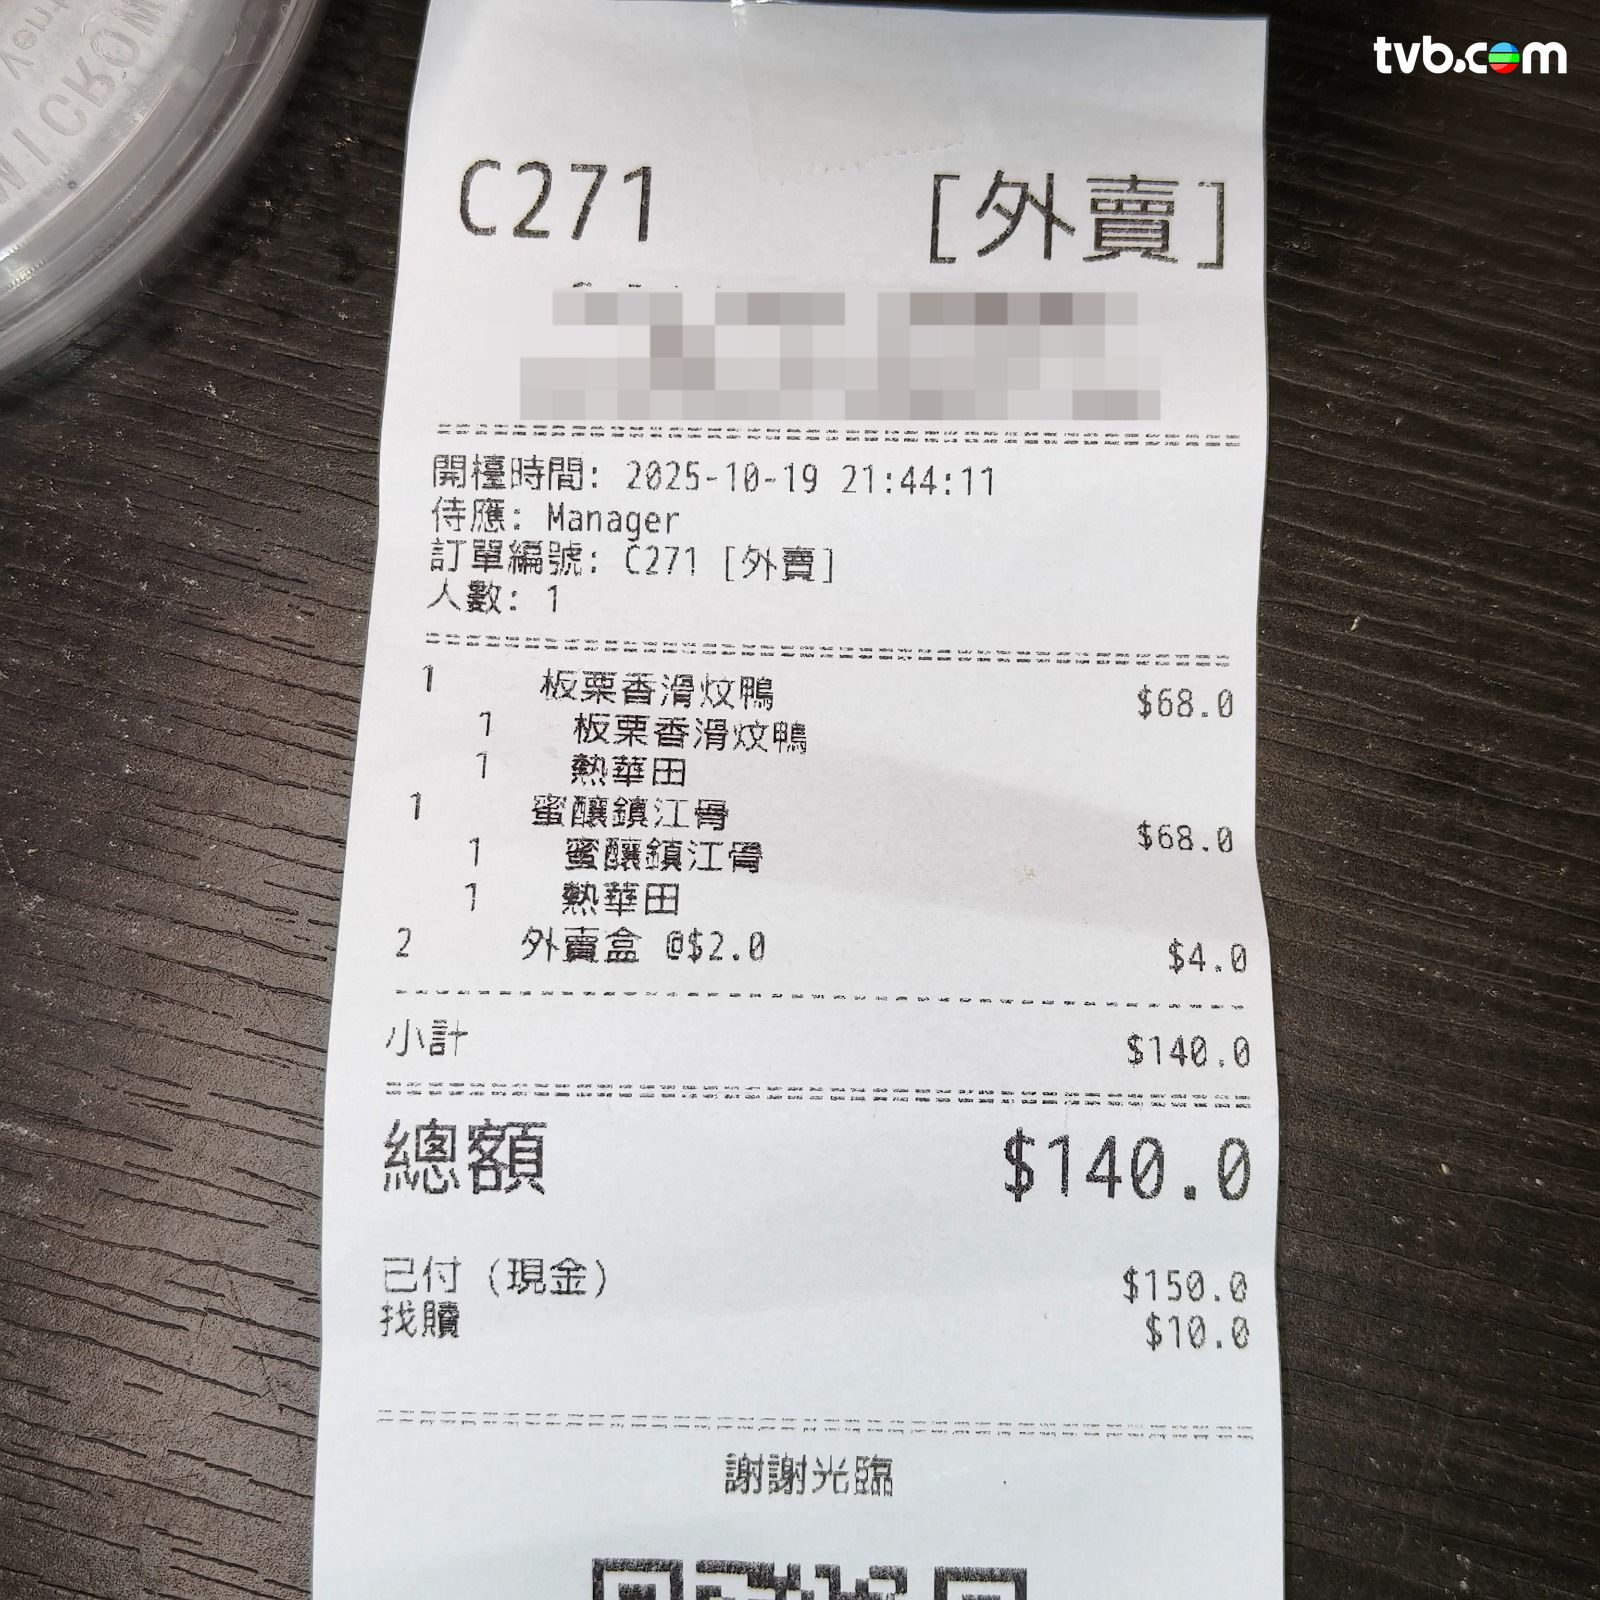 tvb.com
MICROW
C271 [外賣]
開檯時間: 2025-10-19 21:44:11
侍應: Manager
訂單編號: C271 [外賣]
人數: 1
1 板栗香滑炆鴨 $68.0
1 板栗香滑炆鴨
1 熱華田
1 蜜釀鎮江骨 $68.0
1 蜜釀鎮江骨
1 熱華田
2 外賣盒 @$2.0 $4.0
小計 $140.0
總額 $140.0
已付 (現金) $150.0
找贖 $10.0
謝謝光臨